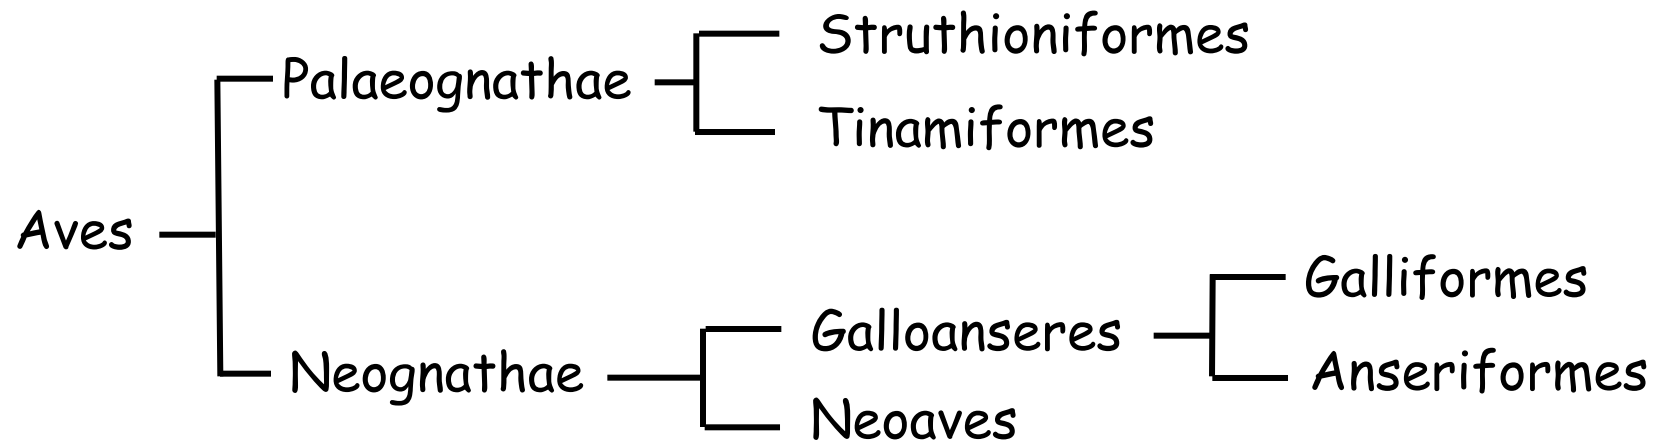 Struthioniformes
Palaeognathae
Tinamiformes
Aves
Galliformes
Galloanseres
Anseriformes
Neognathae
Neoaves